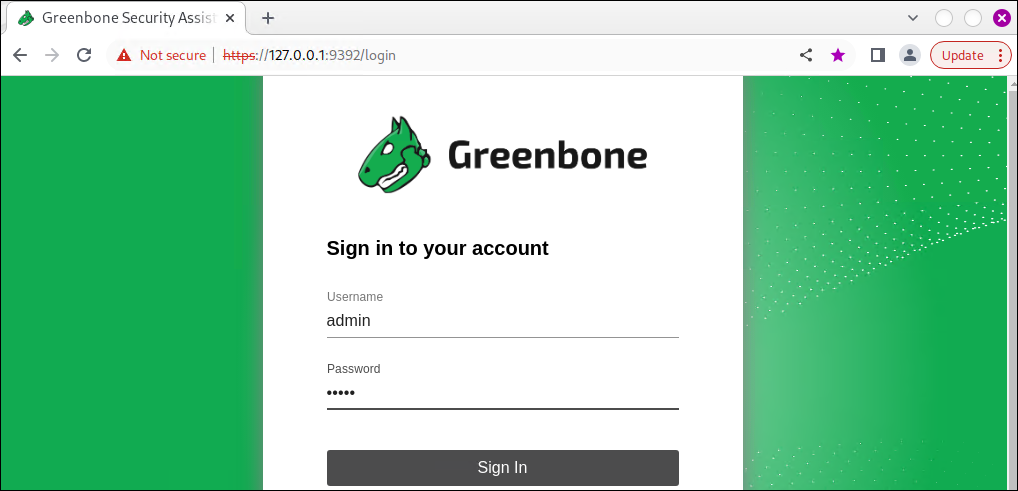 Greenbone Security Assist
Not secure https://127.0.0.1:9392/login Update
Greenbone
Sign in to your account
Username
admin
Password
•••••
Sign In